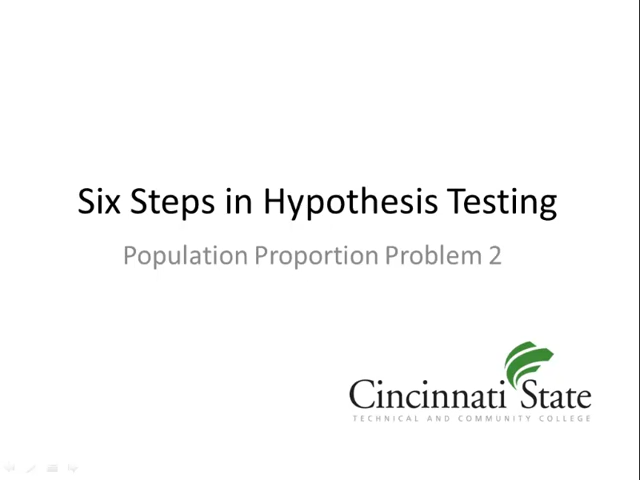 Six Steps in Hypothesis Testing
Population Proportion Problem 2
Cincinnati State
TECHNICAL AND COMMUNITY COLLEGE